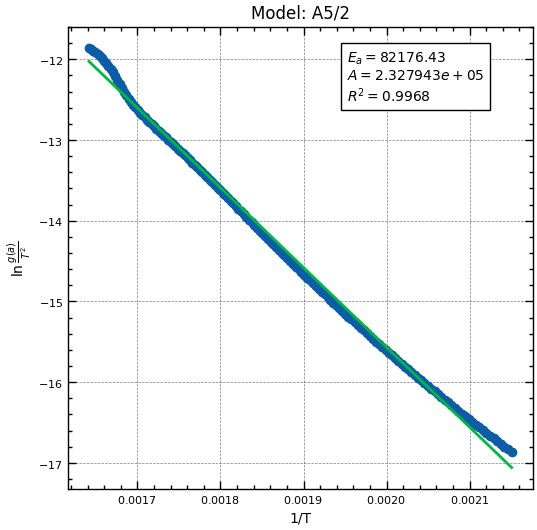 Model: A5/2
E_a = 82176.43
A = 2.327943e + 05
R^2 = 0.9968
−12
−13
−14
−15
−16
−17
ln g(a)/T^2
0.0017 0.0018 0.0019 0.0020 0.0021
1/T